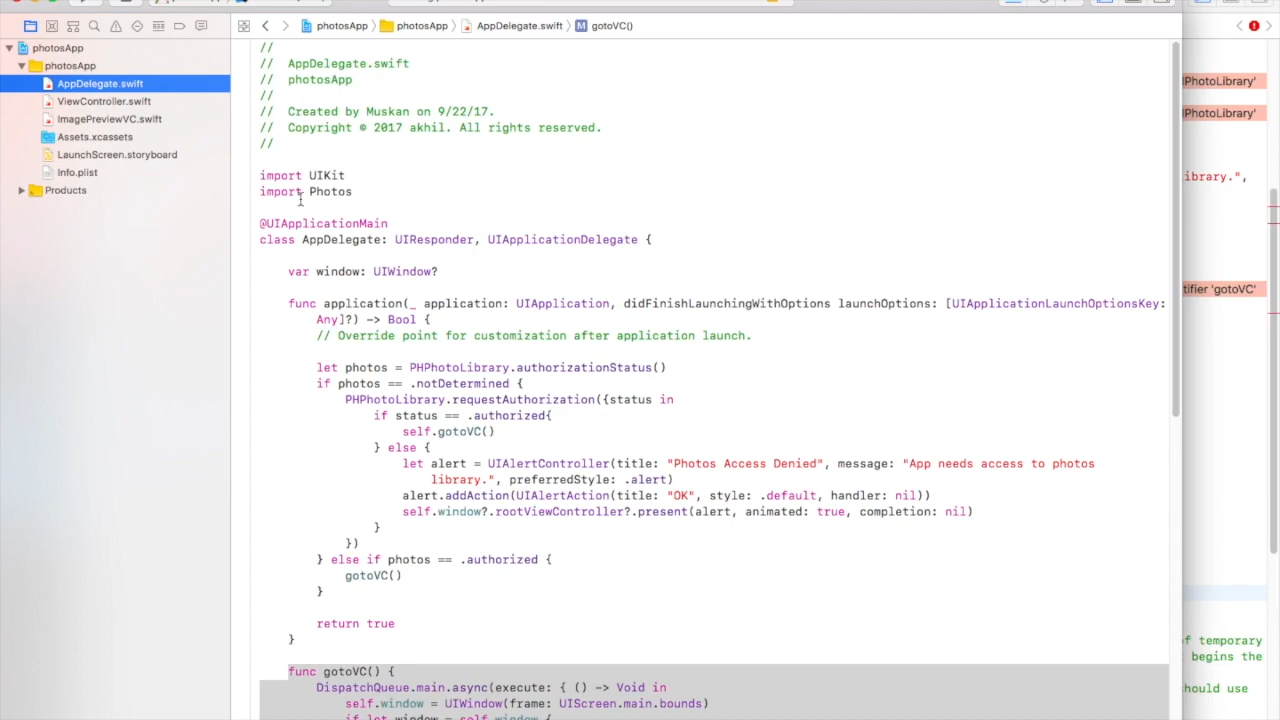 photosApp
photosApp
AppDelegate.swift
gotoVC()
photosApp
photosApp
AppDelegate.swift
ViewController.swift
ImagePreviewVC.swift
Assets.xcassets
LaunchScreen.storyboard
Info.plist
Products
//
// AppDelegate.swift
// photosApp
//
// Created by Muskan on 9/22/17.
// Copyright © 2017 akhil. All rights reserved.
//
import UIKit
import Photos
@UIApplicationMain
class AppDelegate: UIResponder, UIApplicationDelegate {
var window: UIWindow?
func application(_ application: UIApplication, didFinishLaunchingWithOptions launchOptions: [UIApplicationLaunchOptionsKey:
Any]?) -> Bool {
// Override point for customization after application launch.
let photos = PHPhotoLibrary.authorizationStatus()
if photos == .notDetermined {
PHPhotoLibrary.requestAuthorization({status in
if status == .authorized{
self.gotoVC()
} else {
let alert = UIAlertController(title: "Photos Access Denied", message: "App needs access to photos
library.", preferredStyle: .alert)
alert.addAction(UIAlertAction(title: "OK", style: .default, handler: nil))
self.window?.rootViewController?.present(alert, animated: true, completion: nil)
}
})
} else if photos == .authorized {
gotoVC()
}
return true
}
func gotoVC() {
DispatchQueue.main.async(execute: { () -> Void in
self.window = UIWindow(frame: UIScreen.main.bounds)
if let window = self.window {
PhotoLibrary'
PhotoLibrary'
ibrary.",
tifier 'gotoVC'
of temporary
begins the
hould use